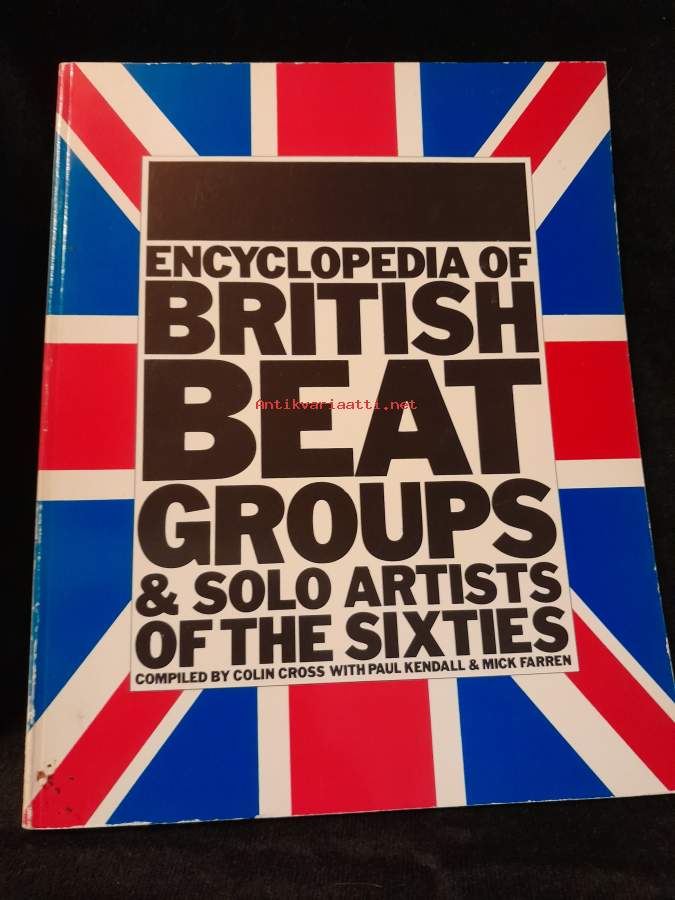 ENCYCLOPEDIA OF
BRITISH
BEAT
Antikvariaatti.net
GROUPS
& SOLO ARTISTS
OF THE SIXTIES
COMPILED BY COLIN CROSS WITH PAUL KENDALL & MICK FARREN